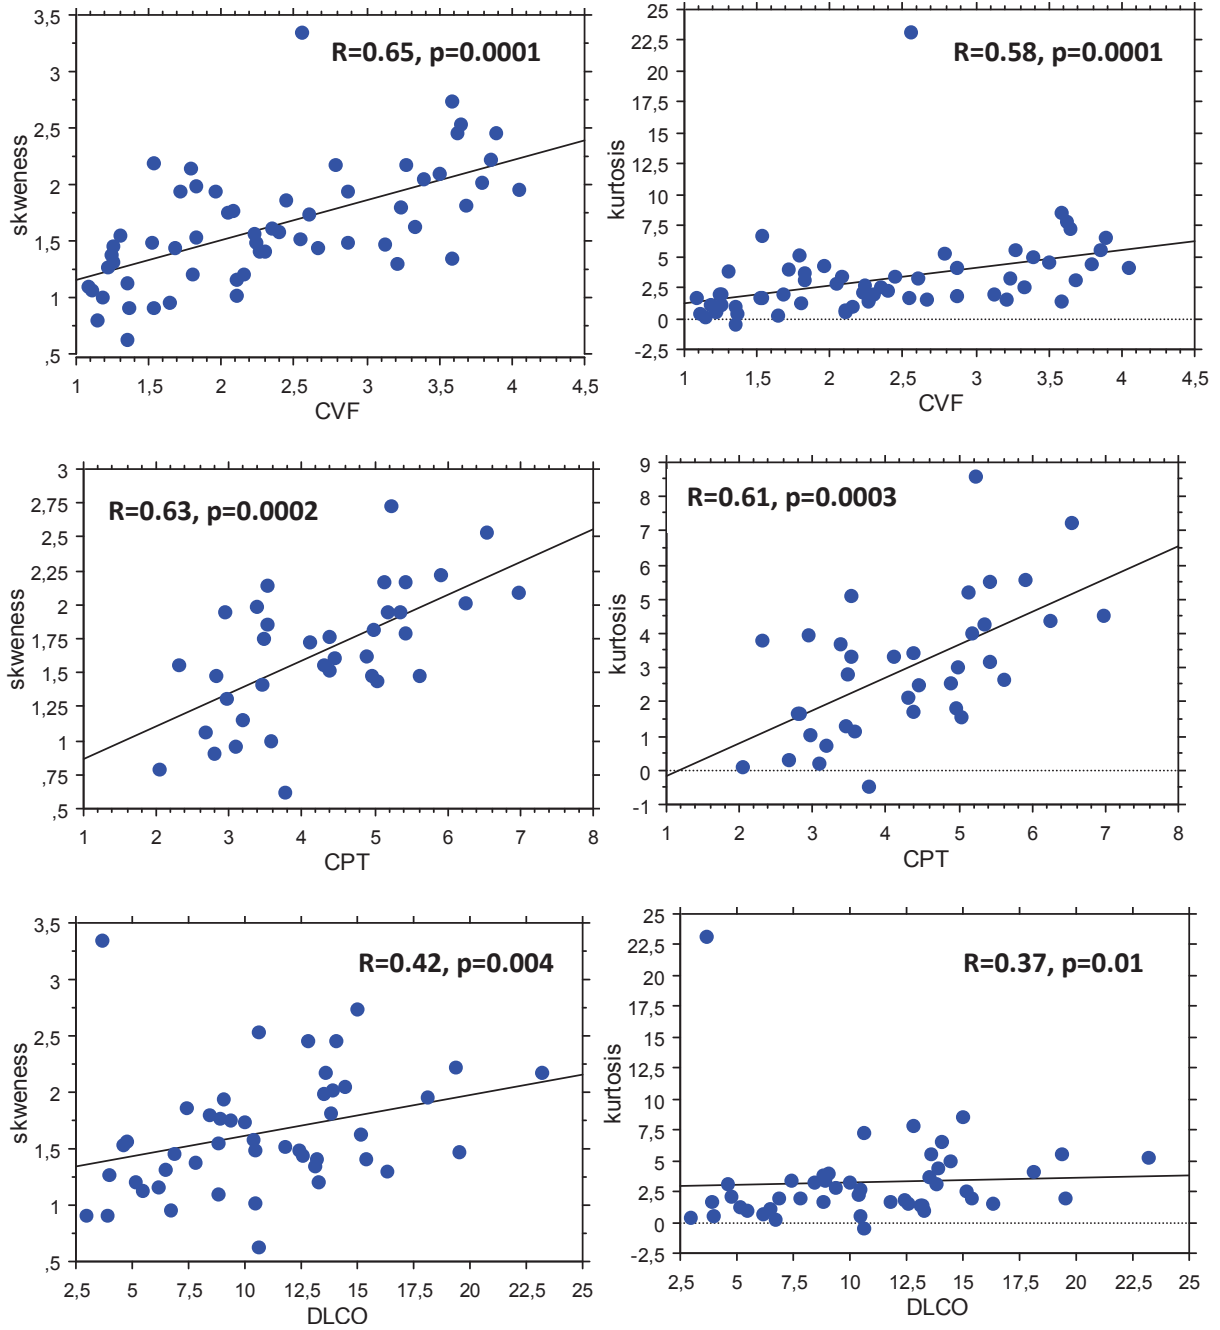 3,5
3
2,5
2
1,5
1
,5
skweness
R=0.65, p=0.0001
1 1,5 2 2,5 3 3,5 4 4,5
CVF
25
22,5
20
17,5
15
12,5
10
7,5
5
2,5
0
-2,5
kurtosis
R=0.58, p=0.0001
1 1,5 2 2,5 3 3,5 4 4,5
CVF
3
2,75
2,5
2,25
2
1,75
1,5
1,25
1
,75
,5
skweness
R=0.63, p=0.0002
1 2 3 4 5 6 7 8
CPT
9
8
7
6
5
4
3
2
1
0
-1
kurtosis
R=0.61, p=0.0003
1 2 3 4 5 6 7 8
CPT
3,5
3
2,5
2
1,5
1
,5
skweness
R=0.42, p=0.004
2,5 5 7,5 10 12,5 15 17,5 20 22,5 25
DLCO
25
22,5
20
17,5
15
12,5
10
7,5
5
2,5
0
-2,5
kurtosis
R=0.37, p=0.01
2,5 5 7,5 10 12,5 15 17,5 20 22,5 25
DLCO